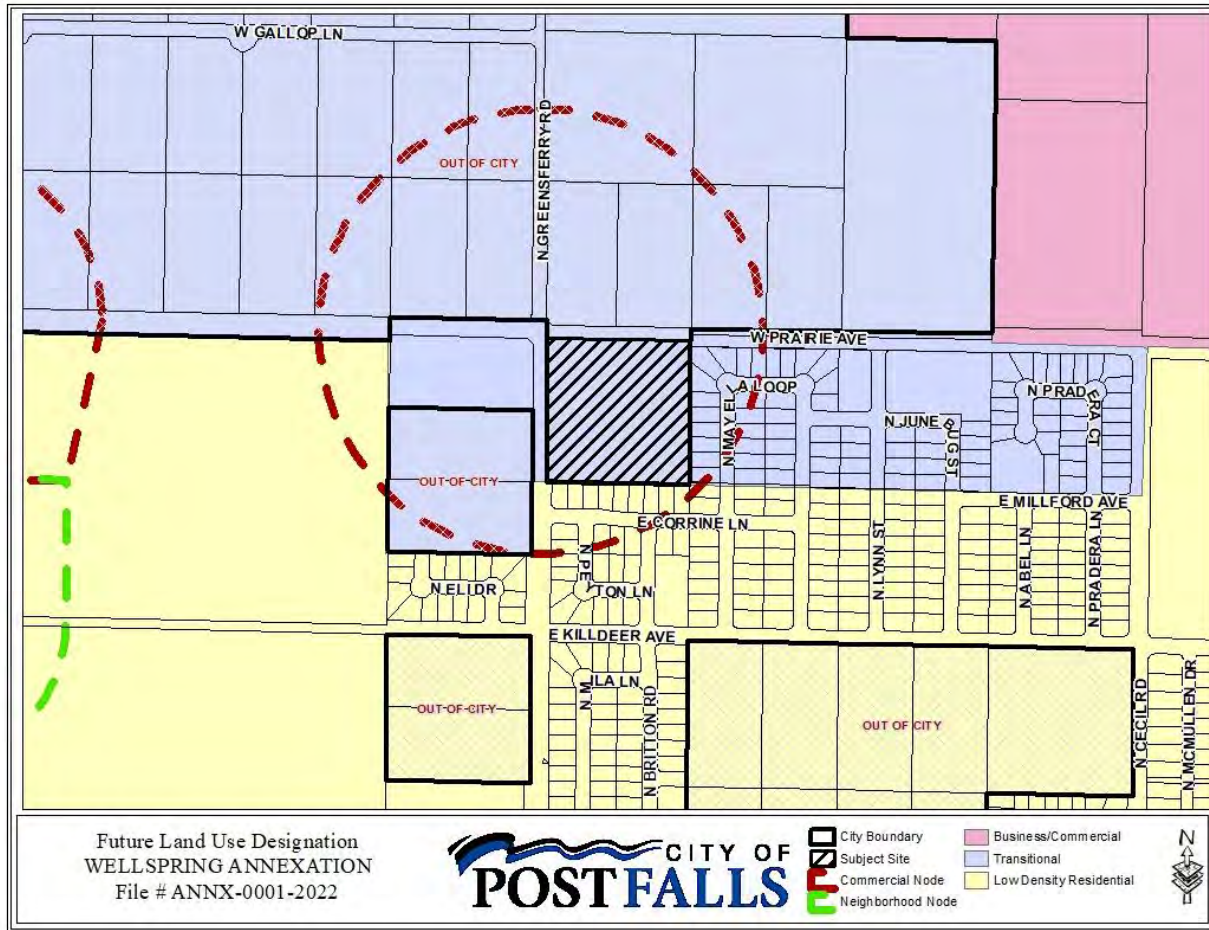 W GALLOP LN
N GREENSFERRY RD
OUT OF CITY
W PRAIRIE AVE
N MAY ELLA LOOP
N PRADERA CT
N JUNE BUG ST
OUT OF CITY
E MILLFORD AVE
E CORRINE LN
N LYNN ST
N ABEL LN
N PRADERA LN
N ELI DR
N PEYTON LN
E KILLDEER AVE
N MILA LN
N BRITTON RD
OUT OF CITY
OUT OF CITY
N CECIL RD
N MCMULLEN DR
Future Land Use Designation
WELLSPRING ANNEXATION
File # ANNX-0001-2022
CITY OF
POST FALLS
City Boundary
Subject Site
Commercial Node
Neighborhood Node
Business/Commercial
Transitional
Low Density Residential
N